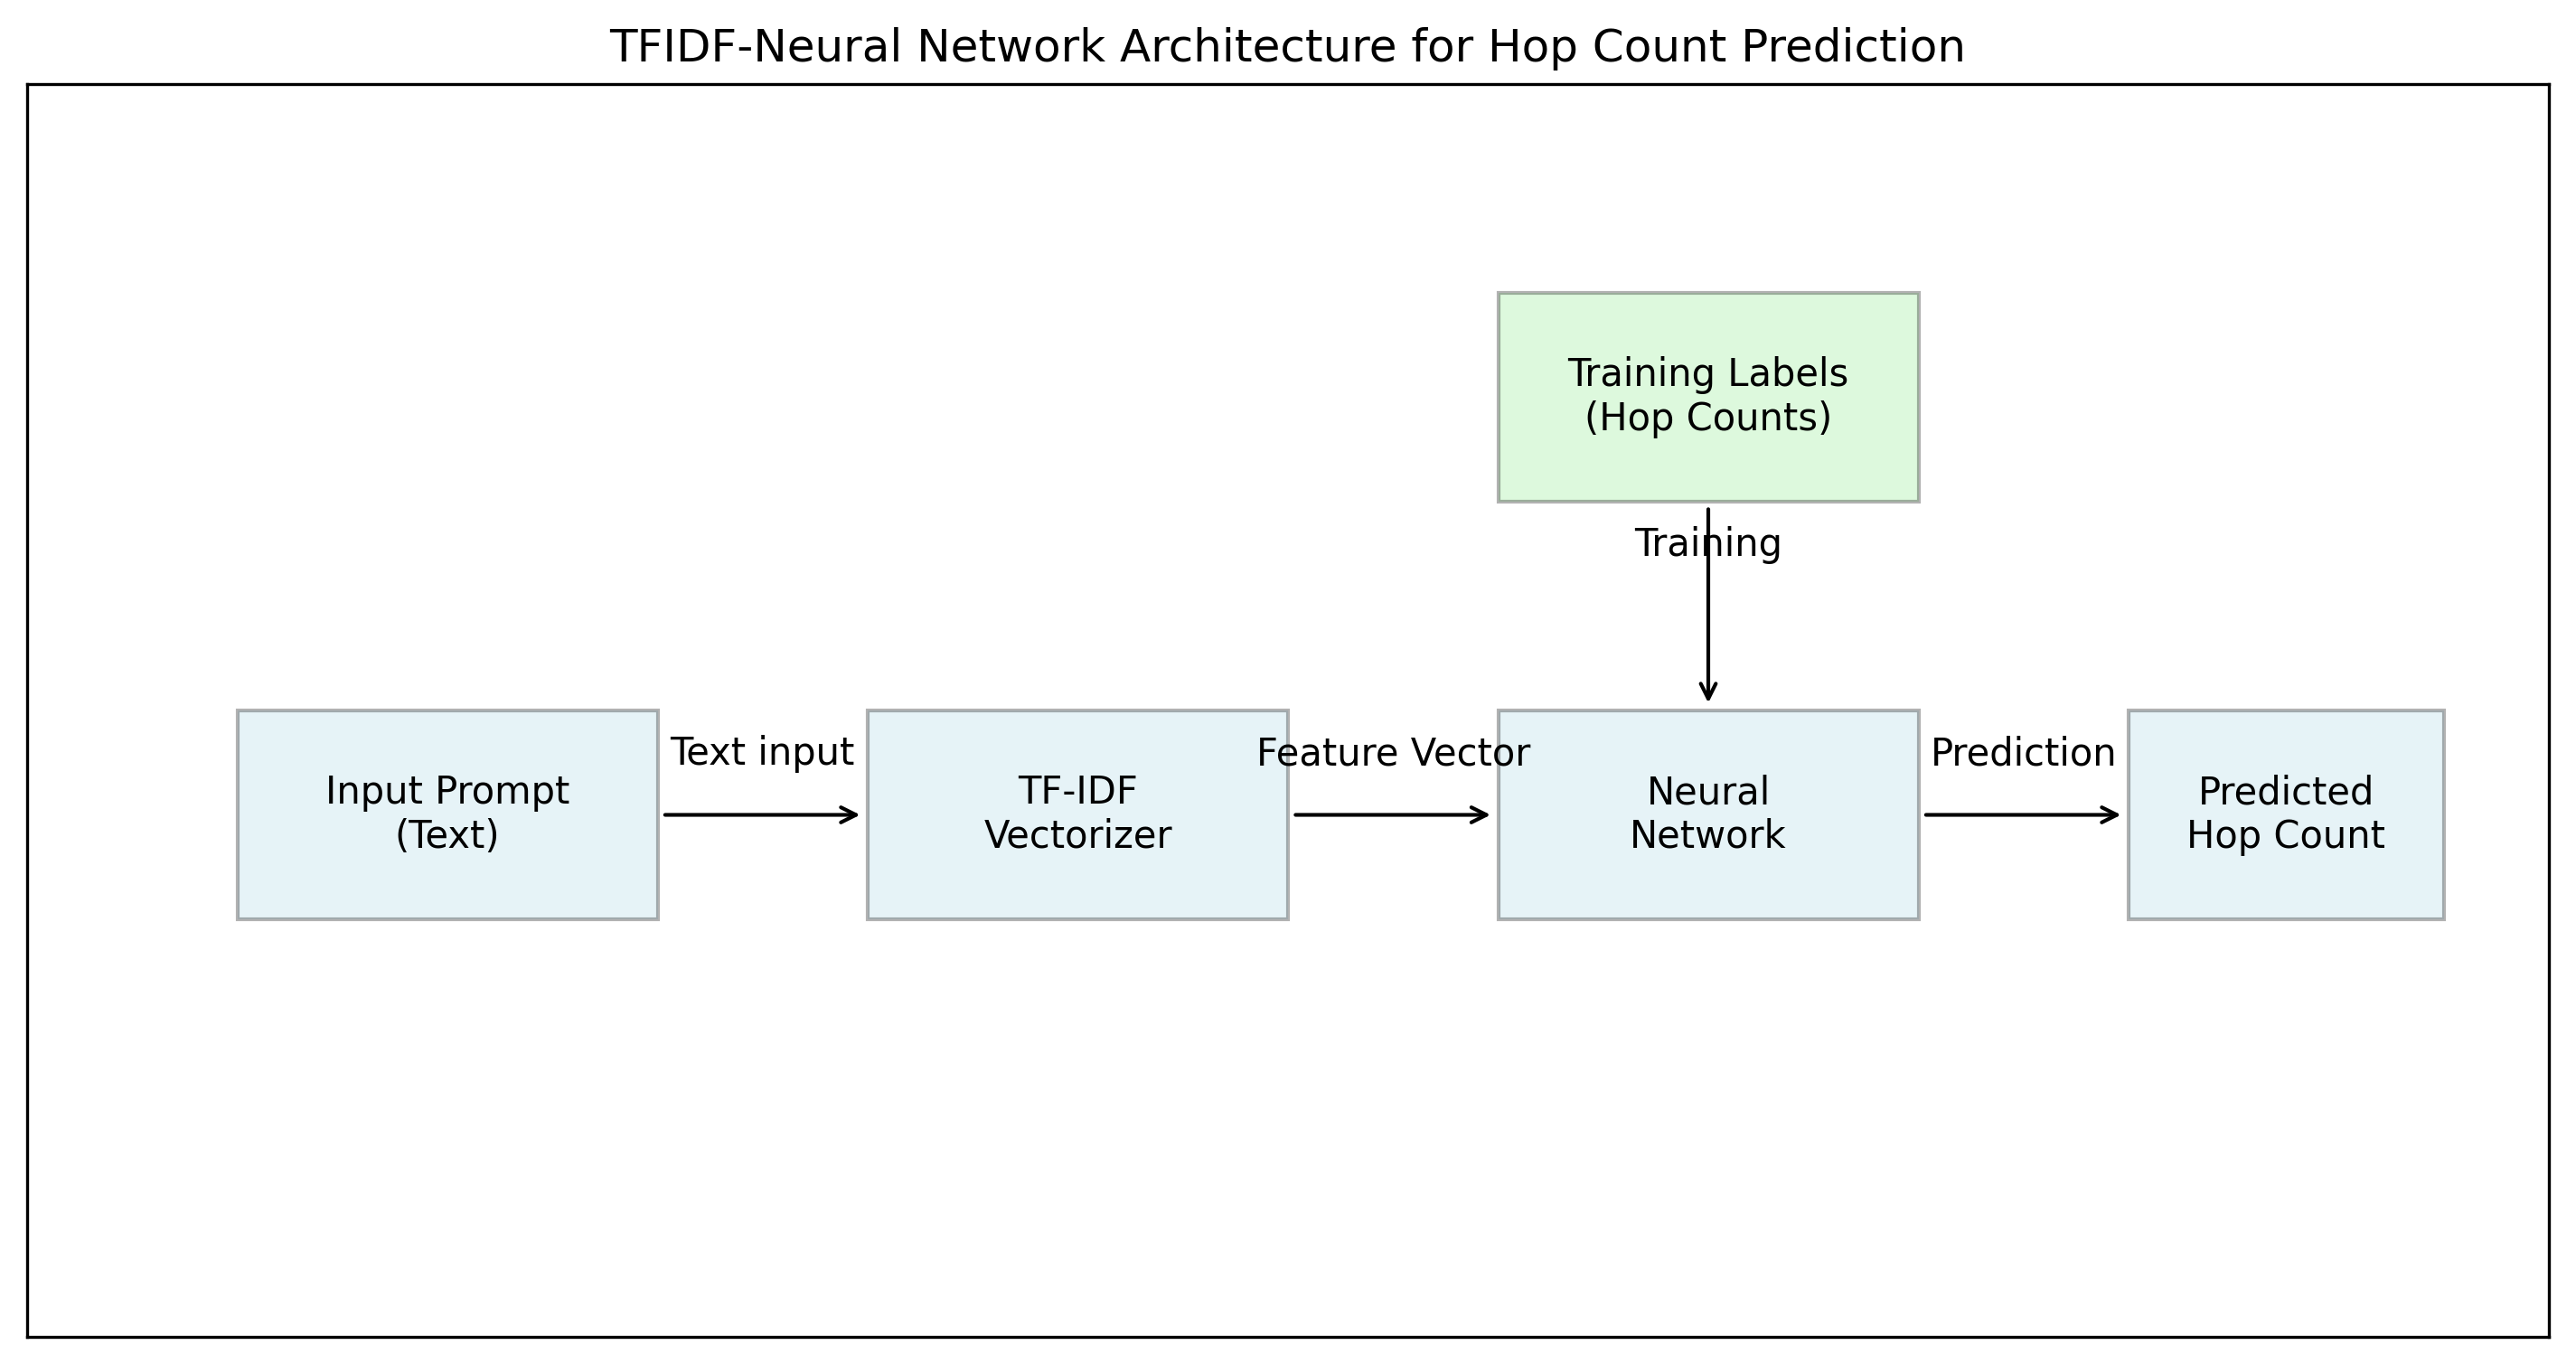 TFIDF-Neural Network Architecture for Hop Count Prediction
Training Labels
(Hop Counts)
Training
Input Prompt
(Text)
Text input
TF-IDF
Vectorizer
Feature Vector
Neural
Network
Prediction
Predicted
Hop Count